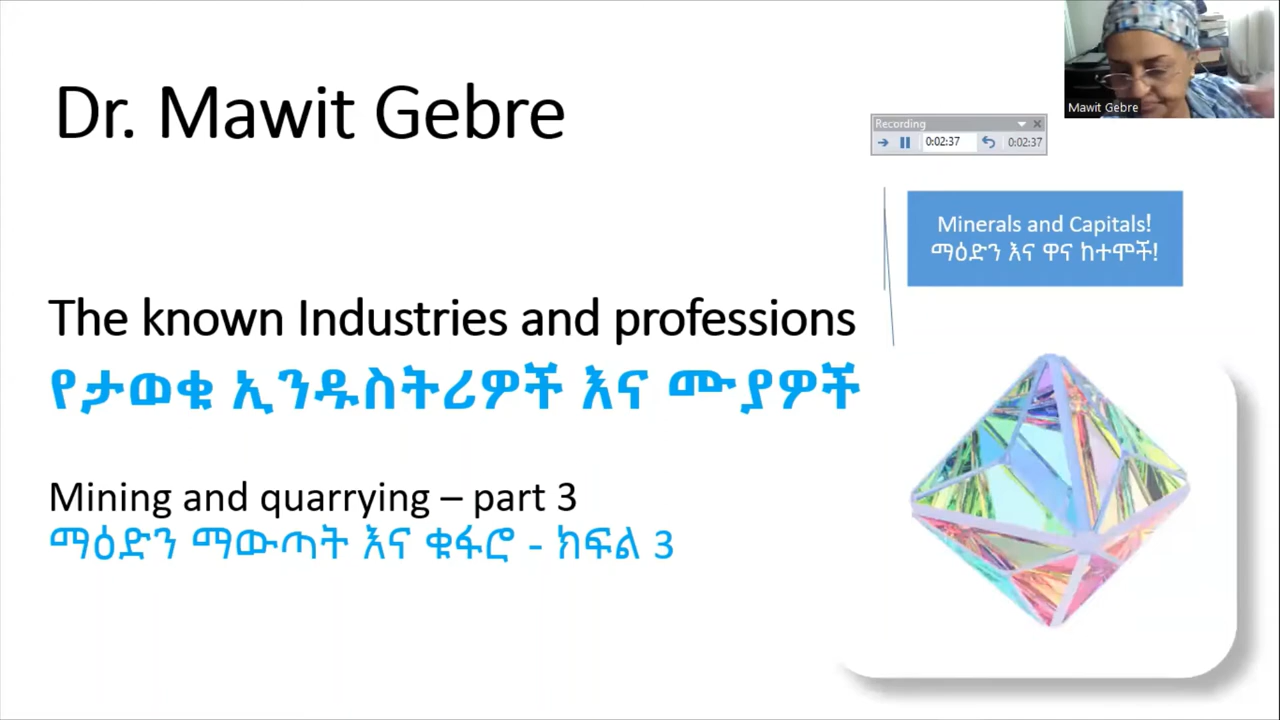 Dr. Mawit Gebre
Mawit Gebre
Recording
0:02:37 0:02:37
Minerals and Capitals!
ማዕድን እና ዋና ከተሞች!
The known Industries and professions
የታወቁ ኢንዱስትሪዎች እና ሙያዎች
Mining and quarrying – part 3
ማዕድን ማውጣት እና ቁፋሮ - ክፍል 3